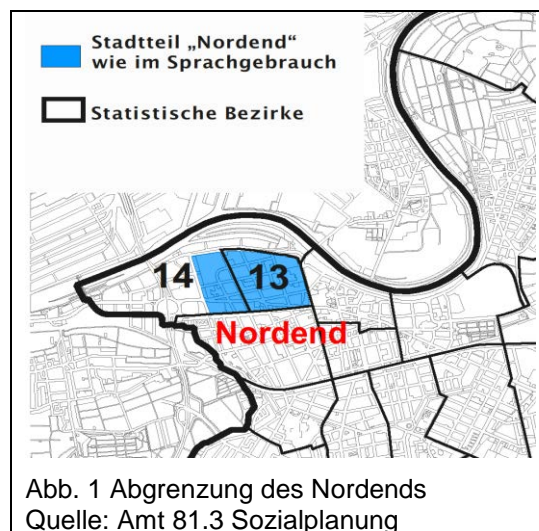 Stadtteil „Nordend“
wie im Sprachgebrauch
Statistische Bezirke
14
13
Nordend
Abb. 1 Abgrenzung des Nordends
Quelle: Amt 81.3 Sozialplanung